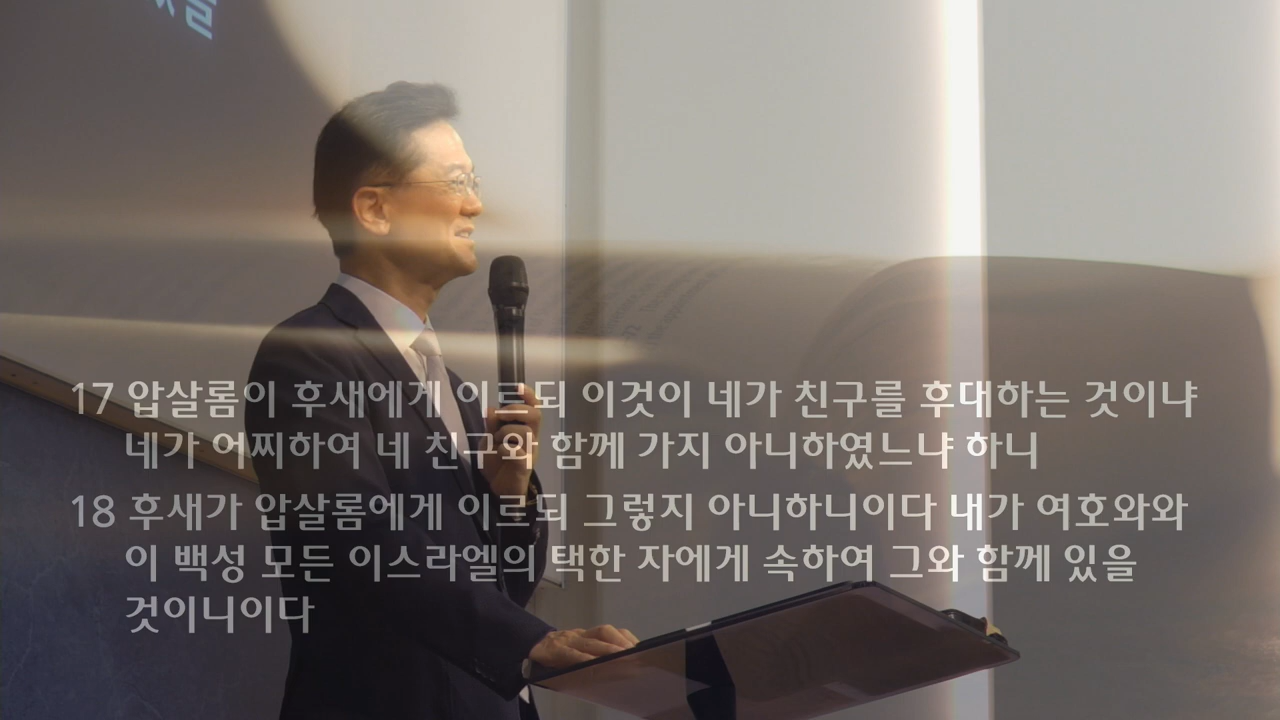 17 압살롬이 후새에게 이르되 이것이 네가 친구를 후대하는 것이냐
네가 어찌하여 네 친구와 함께 가지 아니하였느냐 하니
18 후새가 압살롬에게 이르되 그렇지 아니하니이다 내가 여호와와
이 백성 모든 이스라엘의 택한 자에게 속하여 그와 함께 있을
것이니이다